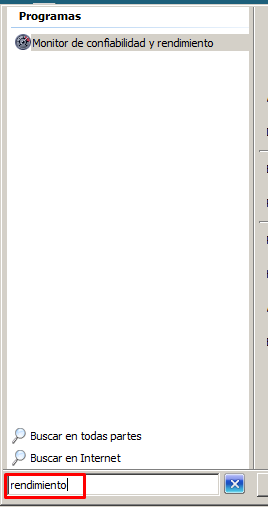 Programas
Monitor de confiabilidad y rendimiento
Buscar en todas partes
Buscar en Internet
rendimiento